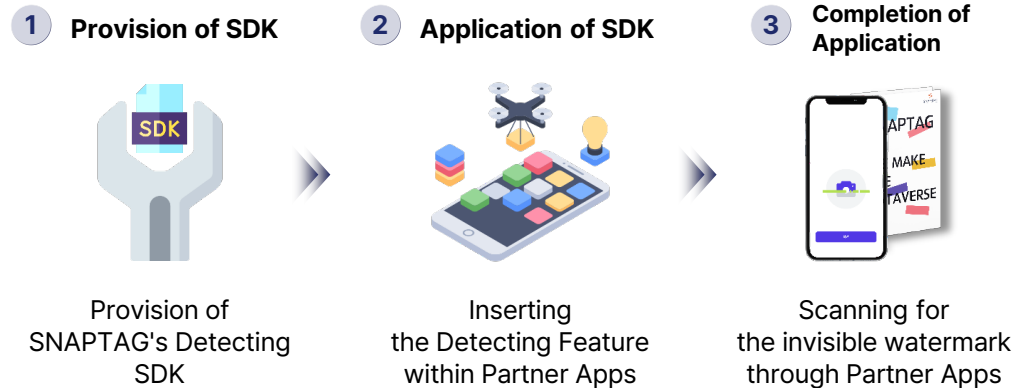 1
Provision of SDK
2
Application of SDK
3
Completion of
Application
SDK
APTAG
MAKE
E
TAVERSE
Provision of
SNAPTAG's Detecting
SDK
Inserting
the Detecting Feature
within Partner Apps
Scanning for
the invisible watermark
through Partner Apps